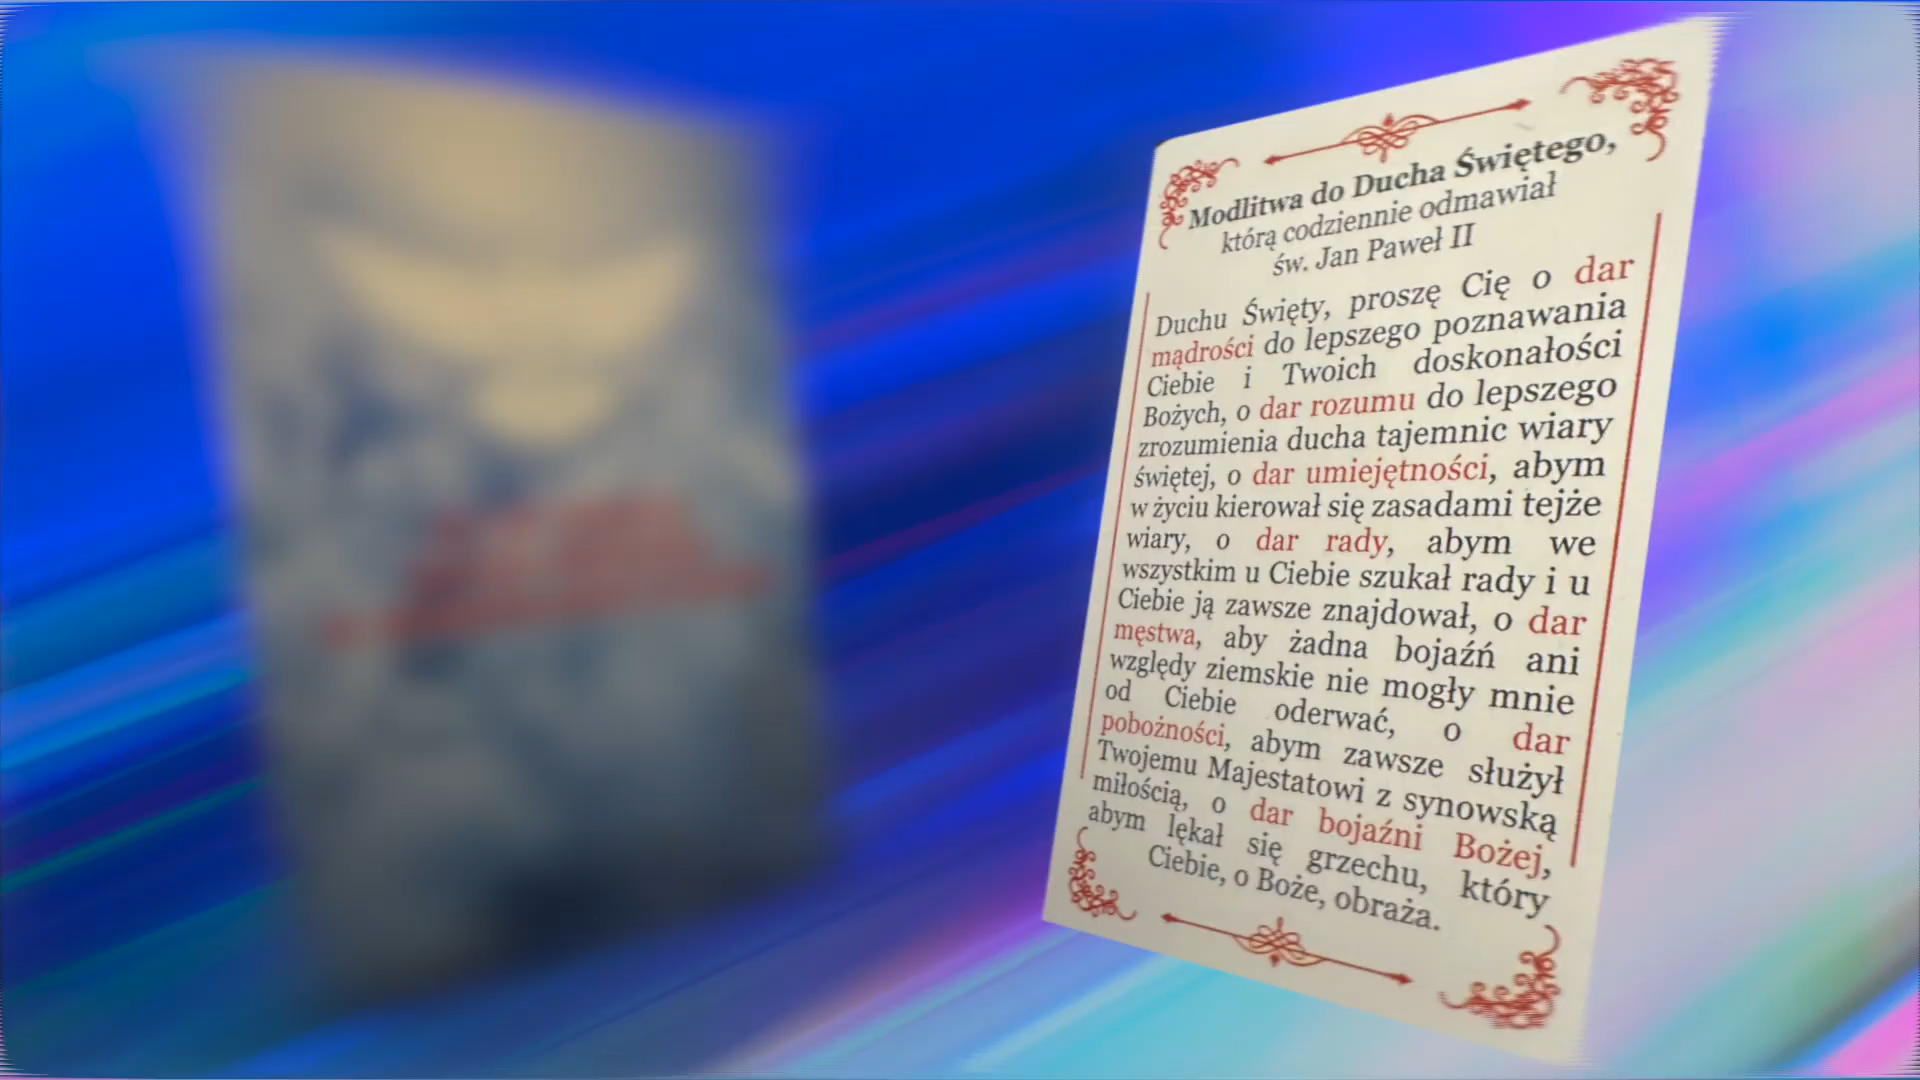 Modlitwa do Ducha Świętego,
którą codziennie odmawiał
św. Jan Paweł II
Duchu Święty, proszę Cię o dar
mądrości do lepszego poznawania
Ciebie i Twoich doskonałości
Bożych, o dar rozumu do lepszego
zrozumienia ducha tajemnic wiary
świętej, o dar umiejętności, abym
w życiu kierował się zasadami tejże
wiary, o dar rady, abym we
wszystkim u Ciebie szukał rady i u
Ciebie ją zawsze znajdował, o dar
męstwa, aby żadna bojaźń ani
względy ziemskie nie mogły mnie
od Ciebie oderwać, o dar
pobożności, abym zawsze służył
Twojemu Majestatowi z synowską
miłością, o dar bojaźni Bożej,
abym lękał się grzechu, który
Ciebie, o Boże, obraża.